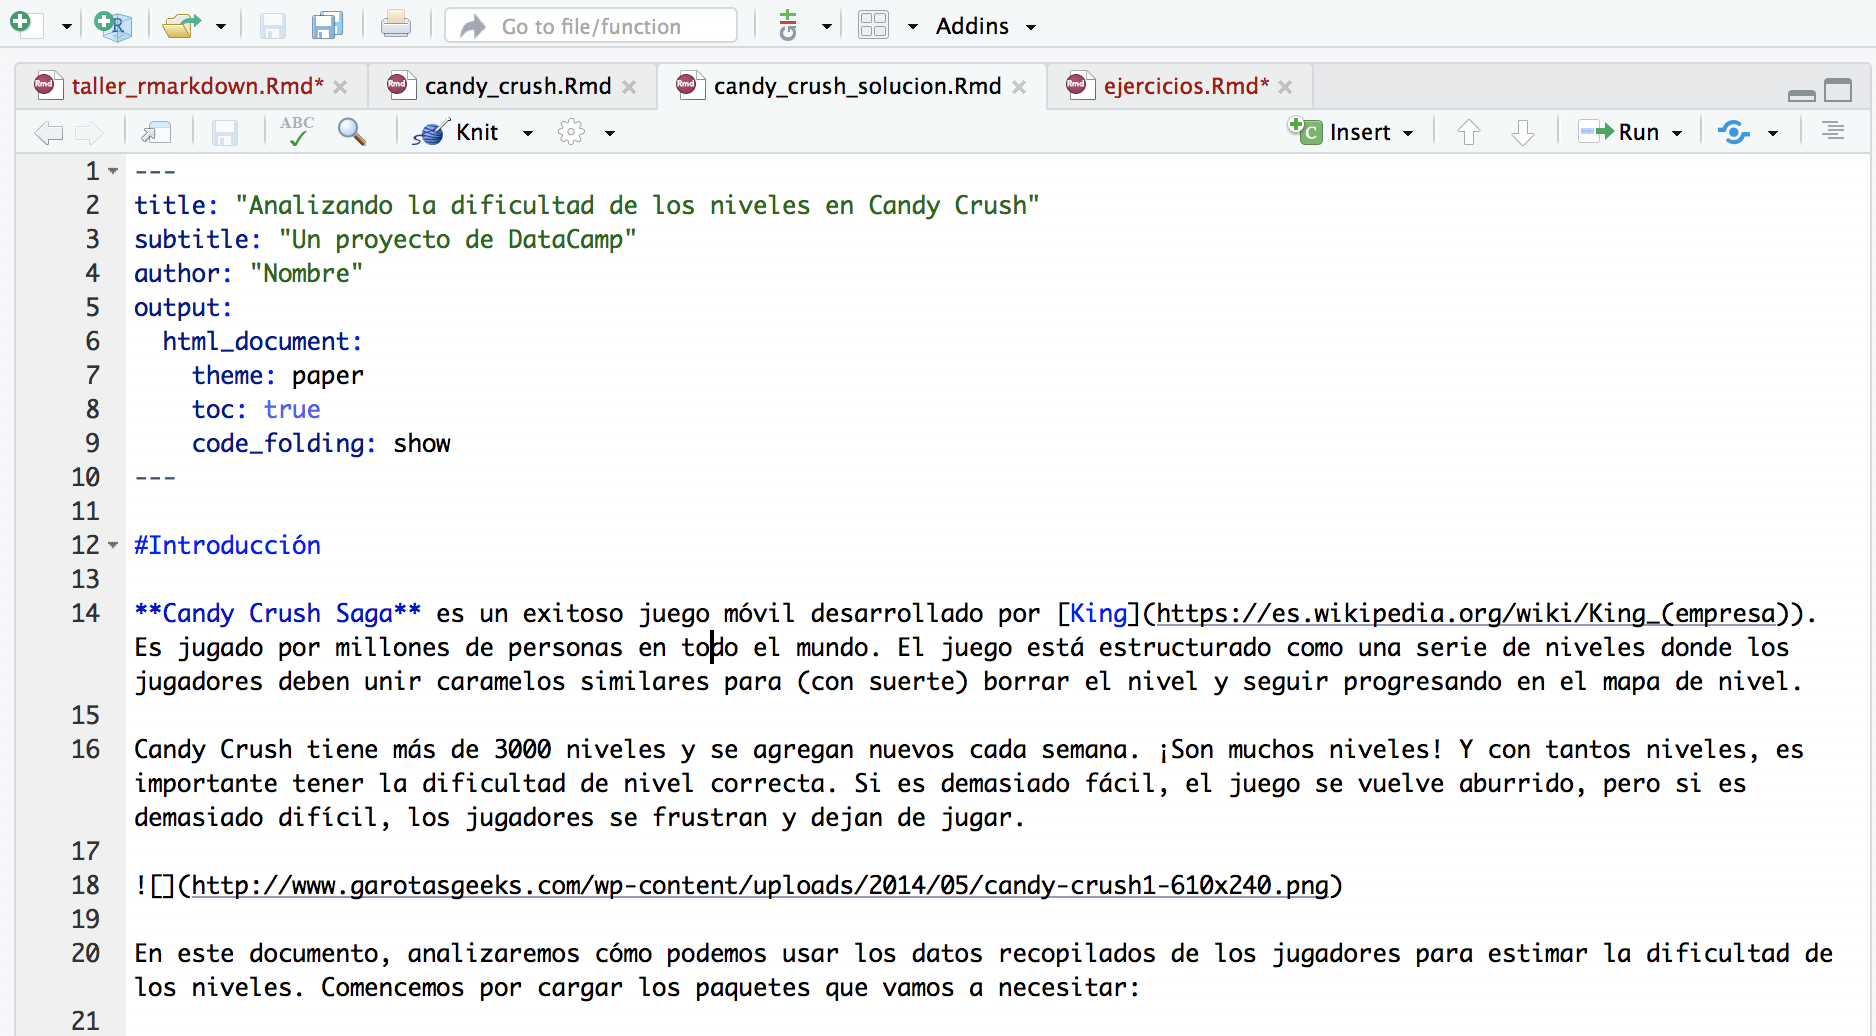 Go to file/function
Addins
taller_rmarkdown.Rmd*
candy_crush.Rmd
candy_crush_solucion.Rmd
ejercicios.Rmd*
ABC
Knit
Insert
Run
1 ---
2 title: "Analizando la dificultad de los niveles en Candy Crush"
3 subtitle: "Un proyecto de DataCamp"
4 author: "Nombre"
5 output:
6 html_document:
7 theme: paper
8 toc: true
9 code_folding: show
10 ---
11
12 #Introducción
13
14 **Candy Crush Saga** es un exitoso juego móvil desarrollado por [King](https://es.wikipedia.org/wiki/King_(empresa)).
Es jugado por millones de personas en todo el mundo. El juego está estructurado como una serie de niveles donde los
jugadores deben unir caramelos similares para (con suerte) borrar el nivel y seguir progresando en el mapa de nivel.
15
16 Candy Crush tiene más de 3000 niveles y se agregan nuevos cada semana. ¡Son muchos niveles! Y con tantos niveles, es
importante tener la dificultad de nivel correcta. Si es demasiado fácil, el juego se vuelve aburrido, pero si es
demasiado difícil, los jugadores se frustran y dejan de jugar.
17
18 ![](http://www.garotasgeeks.com/wp-content/uploads/2014/05/candy-crush1-610x240.png)
19
20 En este documento, analizaremos cómo podemos usar los datos recopilados de los jugadores para estimar la dificultad de
los niveles. Comencemos por cargar los paquetes que vamos a necesitar:
21